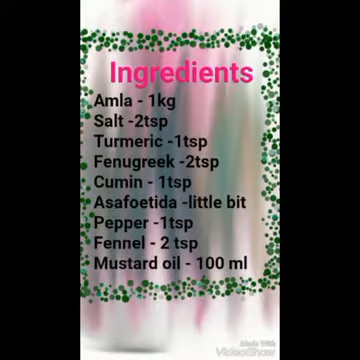 Ingredients
Amla - 1kg
Salt -2tsp
Turmeric -1tsp
Fenugreek -2tsp
Cumin - 1tsp
Asafoetida -little bit
Pepper -1tsp
Fennel - 2 tsp
Mustard oil - 100 ml
Made With
VideoShow